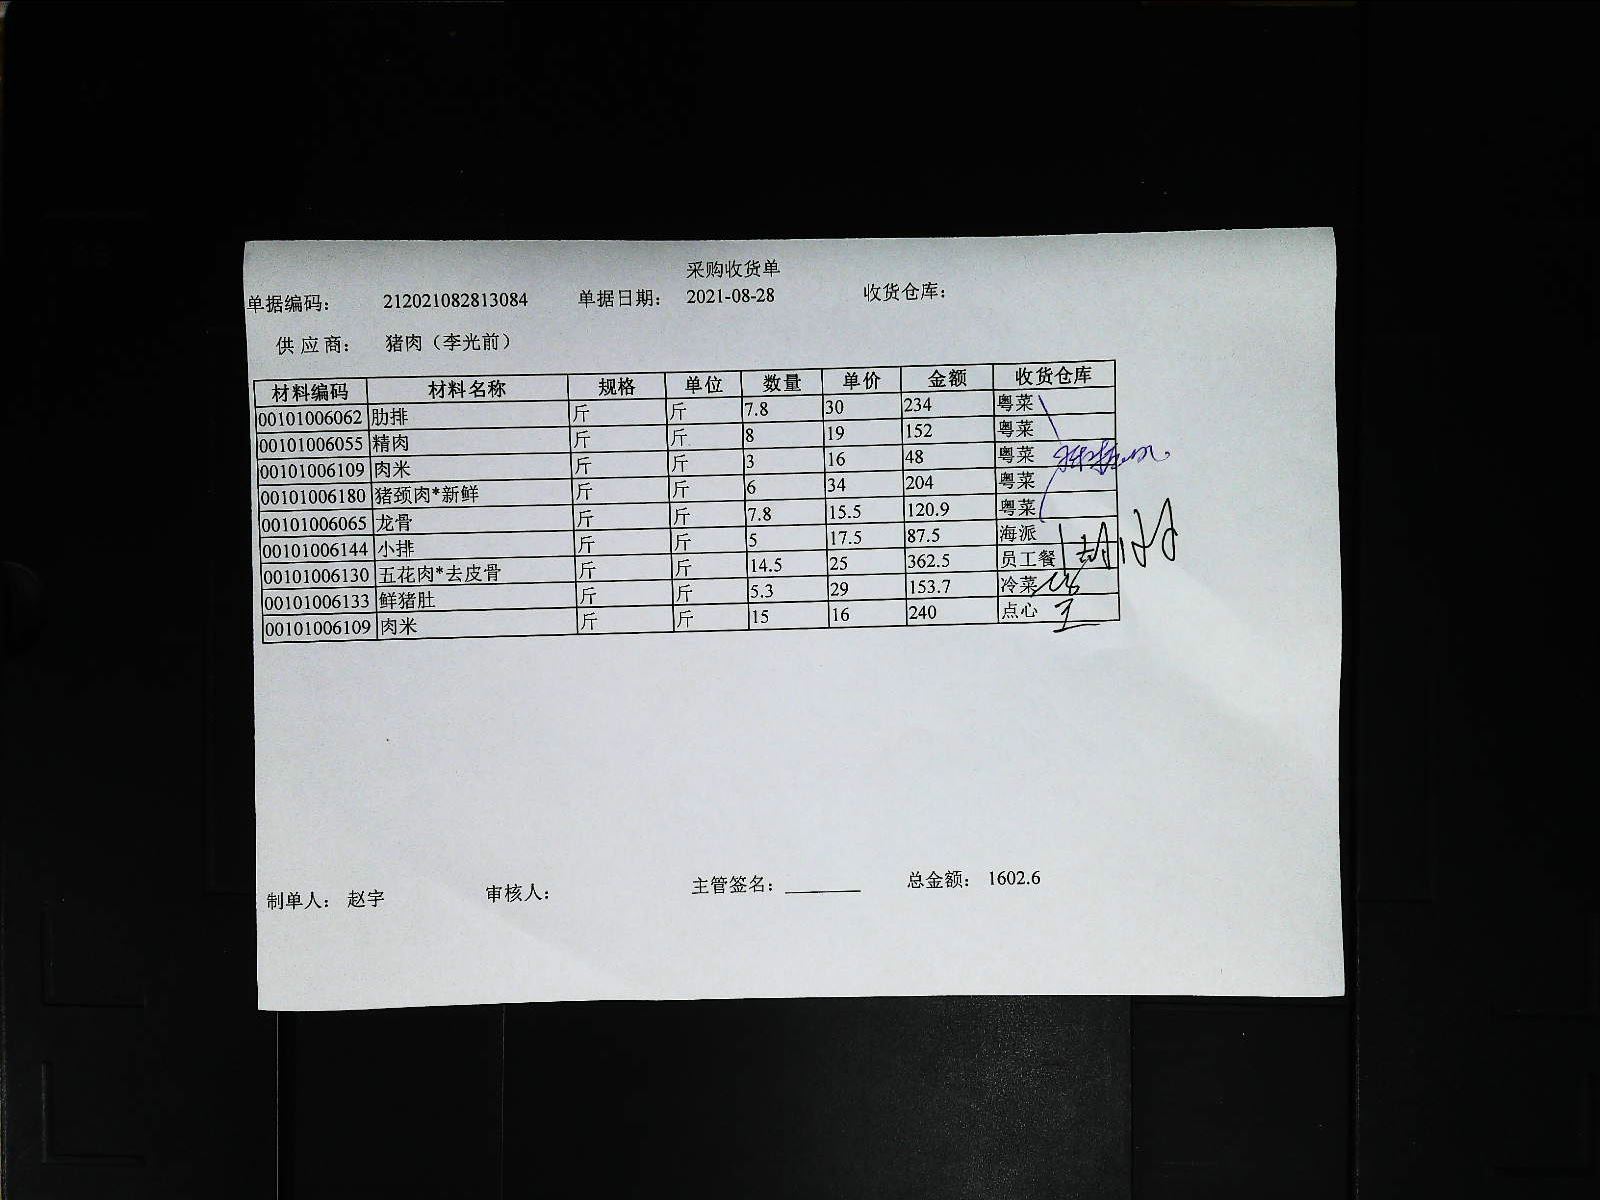 采购收货单
单据编码： 212021082813084 单据日期： 2021-08-28 收货仓库：
供应商： 猪肉（李光前）
材料编码 材料名称 规格 单位 数量 单价 金额 收货仓库
00101006062 肋排 斤 斤 7.8 30 234 粤菜
00101006055 精肉 斤 斤 8 19 152 粤菜
00101006109 肉米 斤 斤 3 16 48 粤菜
00101006180 猪颈肉*新鲜 斤 斤 6 34 204 粤菜
00101006065 龙骨 斤 斤 7.8 15.5 120.9 粤菜
00101006144 小排 斤 斤 5 17.5 87.5 海派
00101006130 五花肉*去皮骨 斤 斤 14.5 25 362.5 员工餐
00101006133 鲜猪肚 斤 斤 5.3 29 153.7 冷菜
00101006109 肉米 斤 斤 15 16 240 点心
制单人： 赵宇 审核人： 主管签名： 总金额： 1602.6